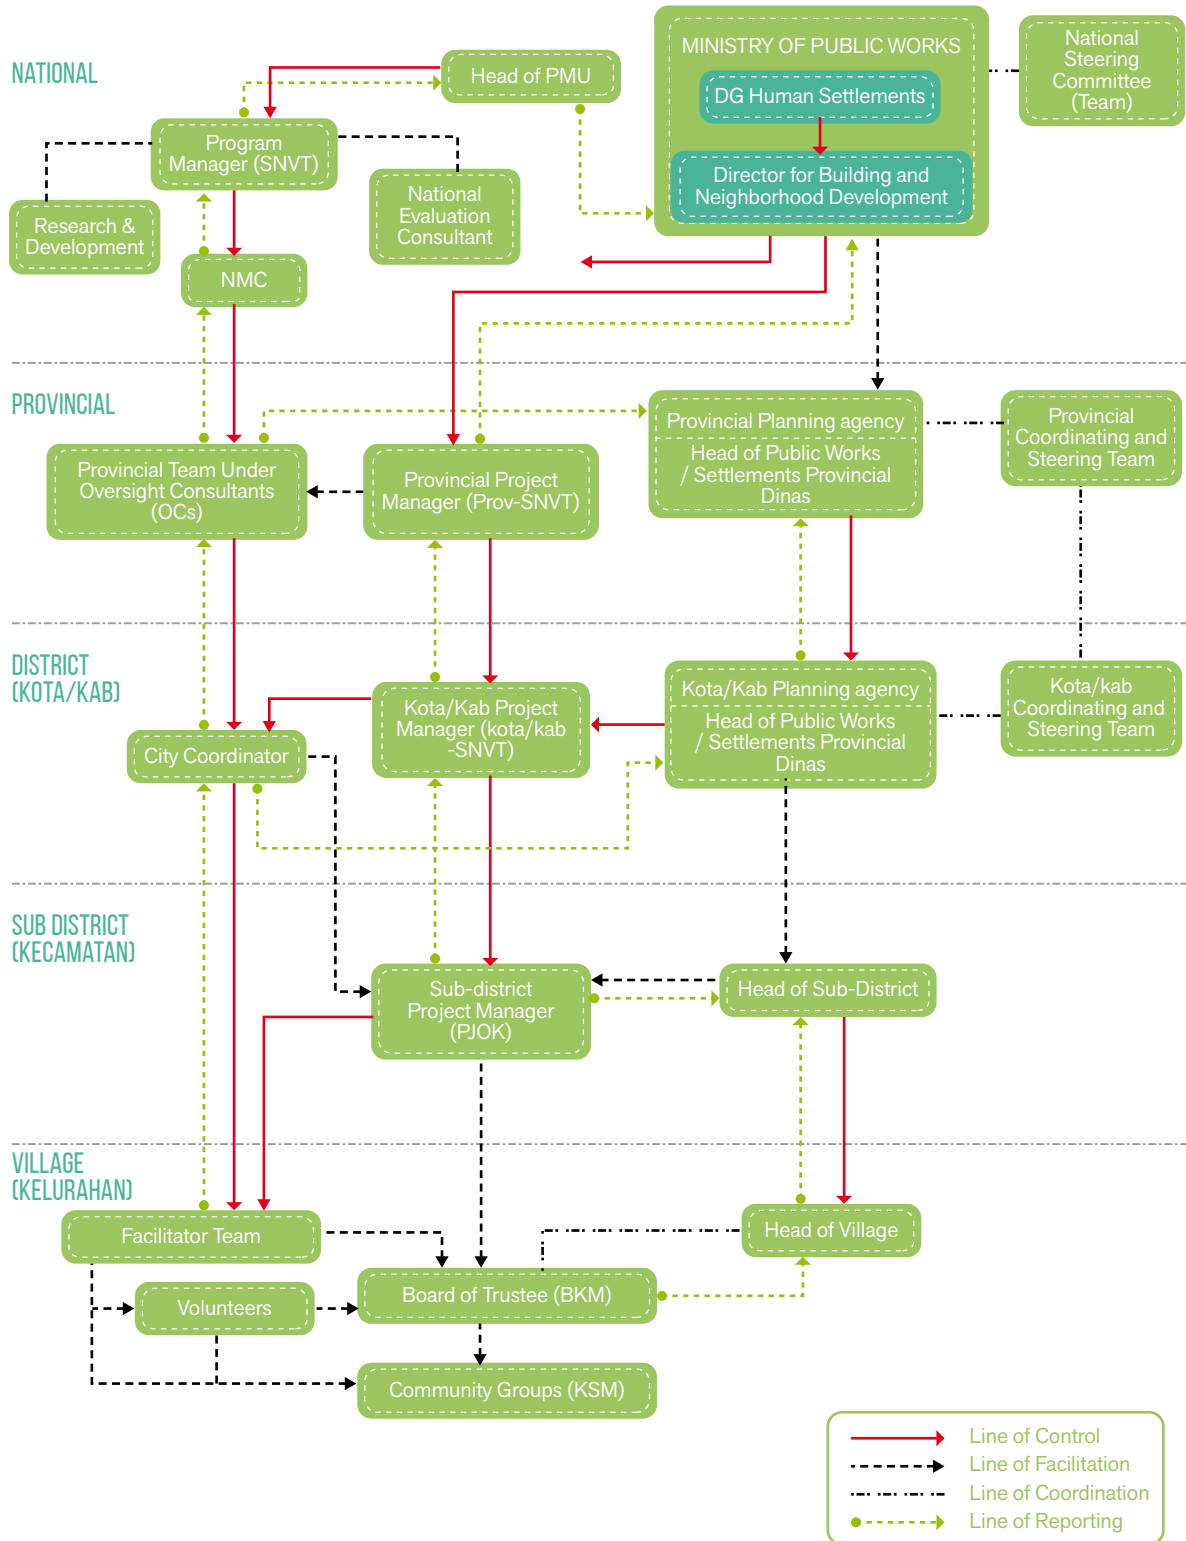 NATIONAL
Head of PMU
MINISTRY OF PUBLIC WORKS
DG Human Settlements
Director for Building and
Neighborhood Development
National
Steering
Committee
(Team)
Program
Manager (SNVT)
Research &
Development
National
Evaluation
Consultant
NMC
PROVINCIAL
Provincial Team Under
Oversight Consultants
(OCs)
Provincial Project
Manager (Prov-SNVT)
Provincial Planning agency
Head of Public Works
/ Settlements Provincial
Dinas
Provincial
Coordinating and
Steering Team
DISTRICT
(KOTA/KAB)
City Coordinator
Kota/Kab Project
Manager (kota/kab
-SNVT)
Kota/Kab Planning agency
Head of Public Works
/ Settlements Provincial
Dinas
Kota/kab
Coordinating and
Steering Team
SUB DISTRICT
(KECAMATAN)
Sub-district
Project Manager
(PJOK)
Head of Sub-District
VILLAGE
(KELURAHAN)
Facilitator Team
Head of Village
Volunteers
Board of Trustee (BKM)
Community Groups (KSM)
Line of Control
Line of Facilitation
Line of Coordination
Line of Reporting